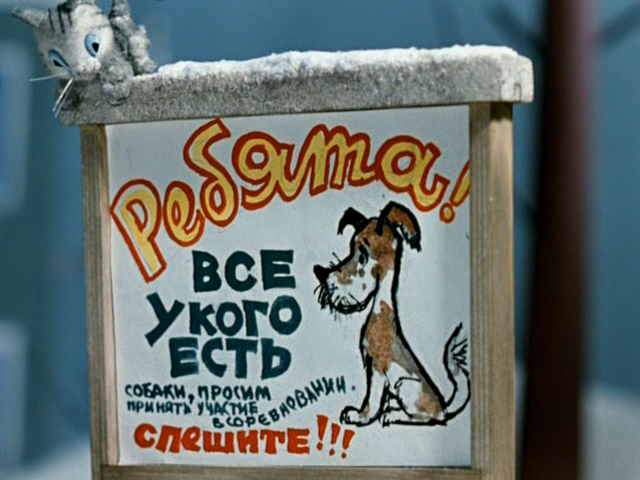 Ребята!
ВСЕ
У КОГО
ЕСТЬ
СОБАКИ, ПРОСИМ
ПРИНЯТЬ УЧАСТИЕ
В СОРЕВНОВАНИИ.
СПЕШИТЕ!!!